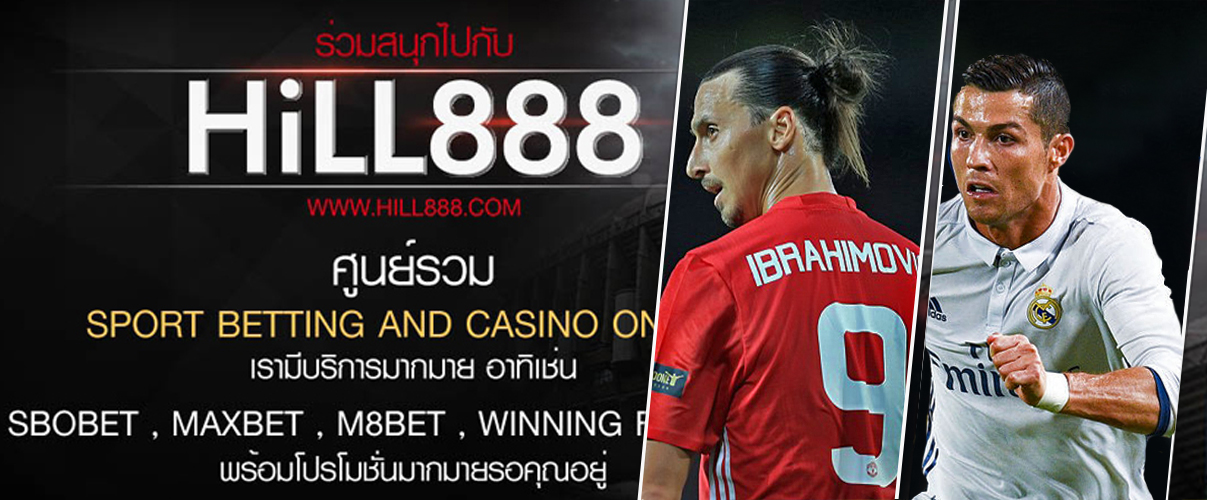 ร่วมสนุกไปกับ
HiLL888
WWW.HILL888.COM
ศูนย์รวม
SPORT BETTING AND CASINO
เรามีบริการมากมาย อาทิเช่น
SBOBET , MAXBET , M8BET , WINNING
พร้อมโปรโมชั่นมากมายรอคุณอยู่
IBRAHIMOV
9
adidas
Emirates